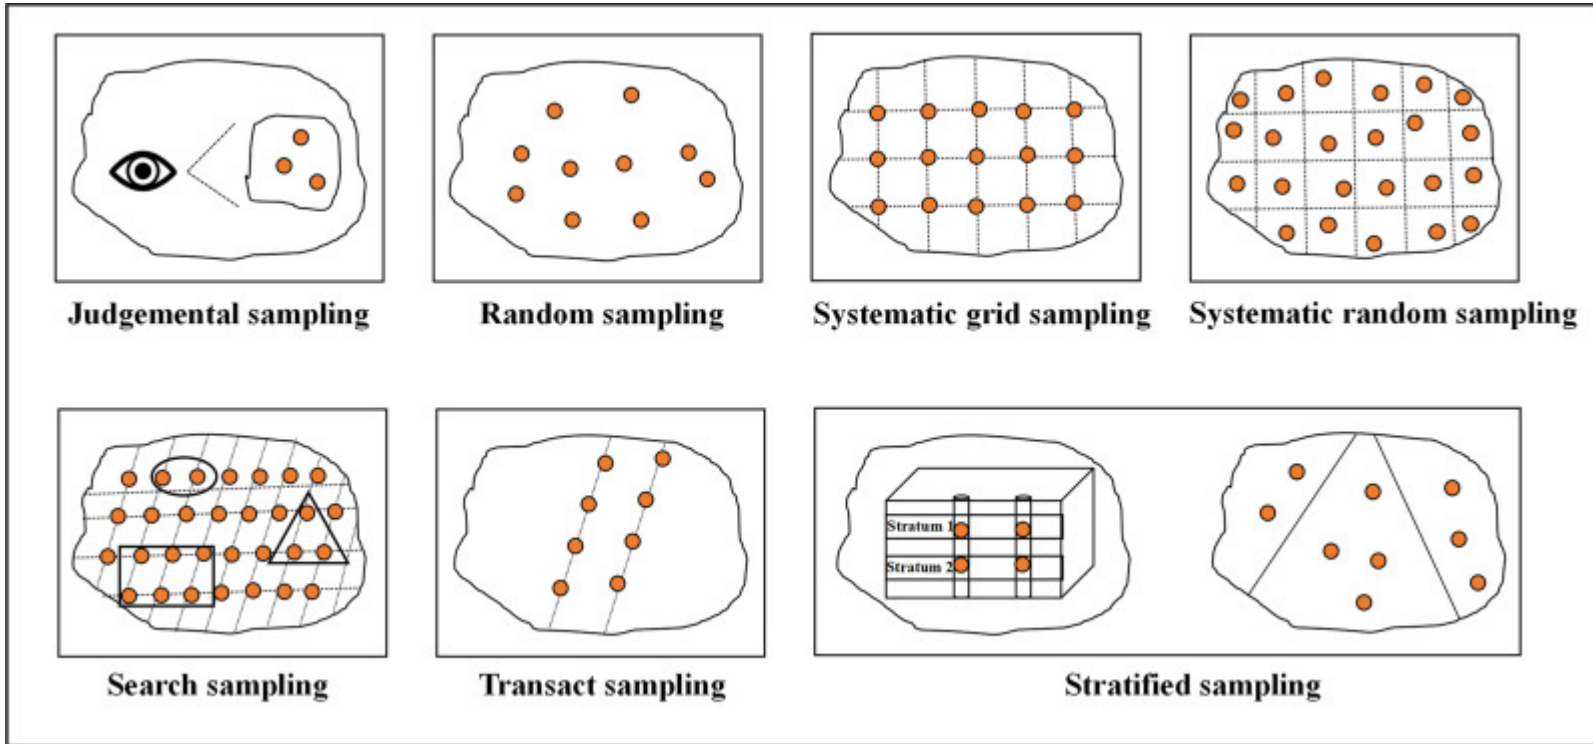 Judgemental sampling
Random sampling
Systematic grid sampling
Systematic random sampling
Search sampling
Transact sampling
Stratum 1
Stratum 2
Stratified sampling